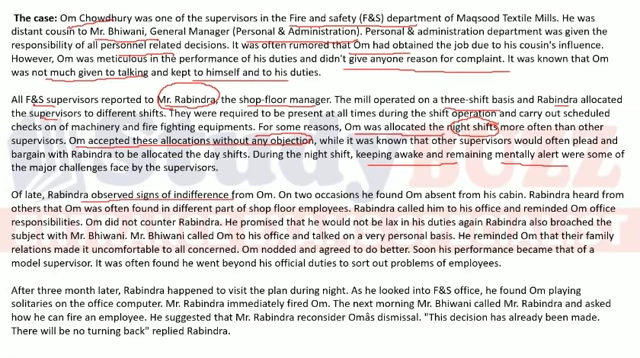 The case: Om Chowdhury was one of the supervisors in the Fire and safety (F&S) department of Maqsood Textile Mills. He was
distant cousin to Mr. Bhiwani, General Manager (Personal & Administration). Personal & administration department was given the
responsibility of all personnel related decisions. It was often rumored that Om had obtained the job due to his cousin's influence.
However, Om was meticulous in the performance of his duties and didn't give anyone reason for complaint. It was known that Om
was not much given to talking and kept to himself and to his duties.
All F&S supervisors reported to Mr. Rabindra, the shop-floor manager. The mill operated on a three-shift basis and Rabindra allocated
the supervisors to different shifts. They were required to be present at all times during the shift operation and carry out scheduled
checks on of machinery and fire fighting equipments. For some reasons, Om was allocated the night shifts more often than other
supervisors. Om accepted these allocations without any objection, while it was known that other supervisors would often plead and
bargain with Rabindra to be allocated the day shifts. During the night shift, keeping awake and remaining mentally alert were some of
the major challenges face by the supervisors.
Of late, Rabindra observed signs of indifference from Om. On two occasions he found Om absent from his cabin. Rabindra heard from
others that Om was often found in different part of shop floor employees. Rabindra called him to his office and reminded Om office
responsibilities. Om did not counter Rabindra. He promised that he would not be lax in his duties again Rabindra also broached the
subject with Mr. Bhiwani. Mr. Bhiwani called Om to his office and talked on a very personal basis. He reminded Om that their family
relations made it uncomfortable to all concerned. Om nodded and agreed to do better. Soon his performance became that of a
model supervisor. It was often found he went beyond his official duties to sort out problems of employees.
After three month later, Rabindra happened to visit the plan during night. As he looked into F&S office, he found Om playing
solitaries on the office computer. Mr. Rabindra immediately fired Om. The next morning Mr. Bhiwani called Mr. Rabindra and asked
how he can fire an employee. He suggested that Mr. Rabindra reconsider Omâs dismissal. "This decision has already been made.
There will be no turning back" replied Rabindra.